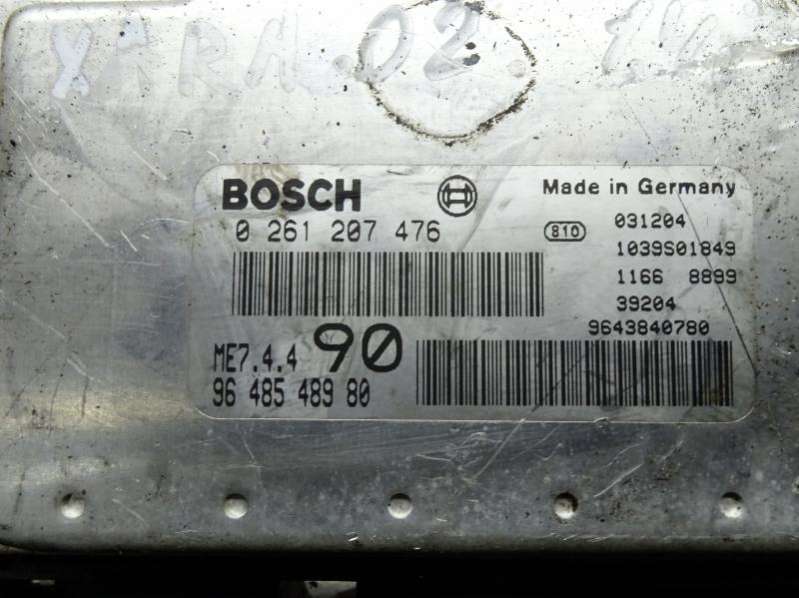 XARA .02.
BOSCH
Made in Germany
0 261 207 476
810
031204
1039S01849
1166 8899
39204
9643840780
ME7.4.4 90
96 485 489 80